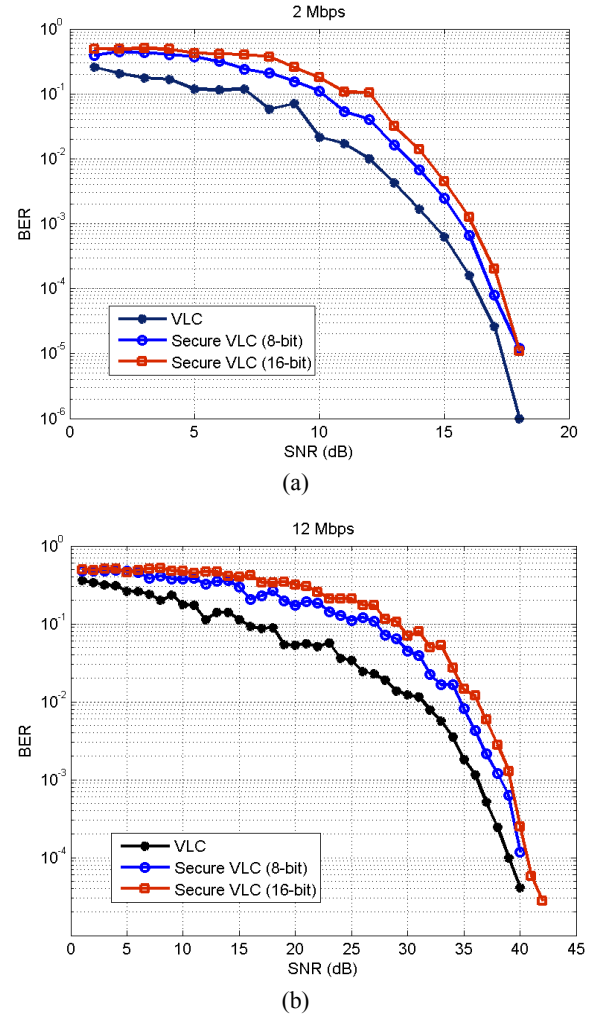 2 Mbps
10^0
10^-1
10^-2
10^-3
10^-4
10^-5
10^-6
BER
VLC
Secure VLC (8-bit)
Secure VLC (16-bit)
0 5 10 15 20
SNR (dB)
(a)
12 Mbps
10^0
10^-1
10^-2
10^-3
10^-4
BER
VLC
Secure VLC (8-bit)
Secure VLC (16-bit)
0 5 10 15 20 25 30 35 40 45
SNR (dB)
(b)